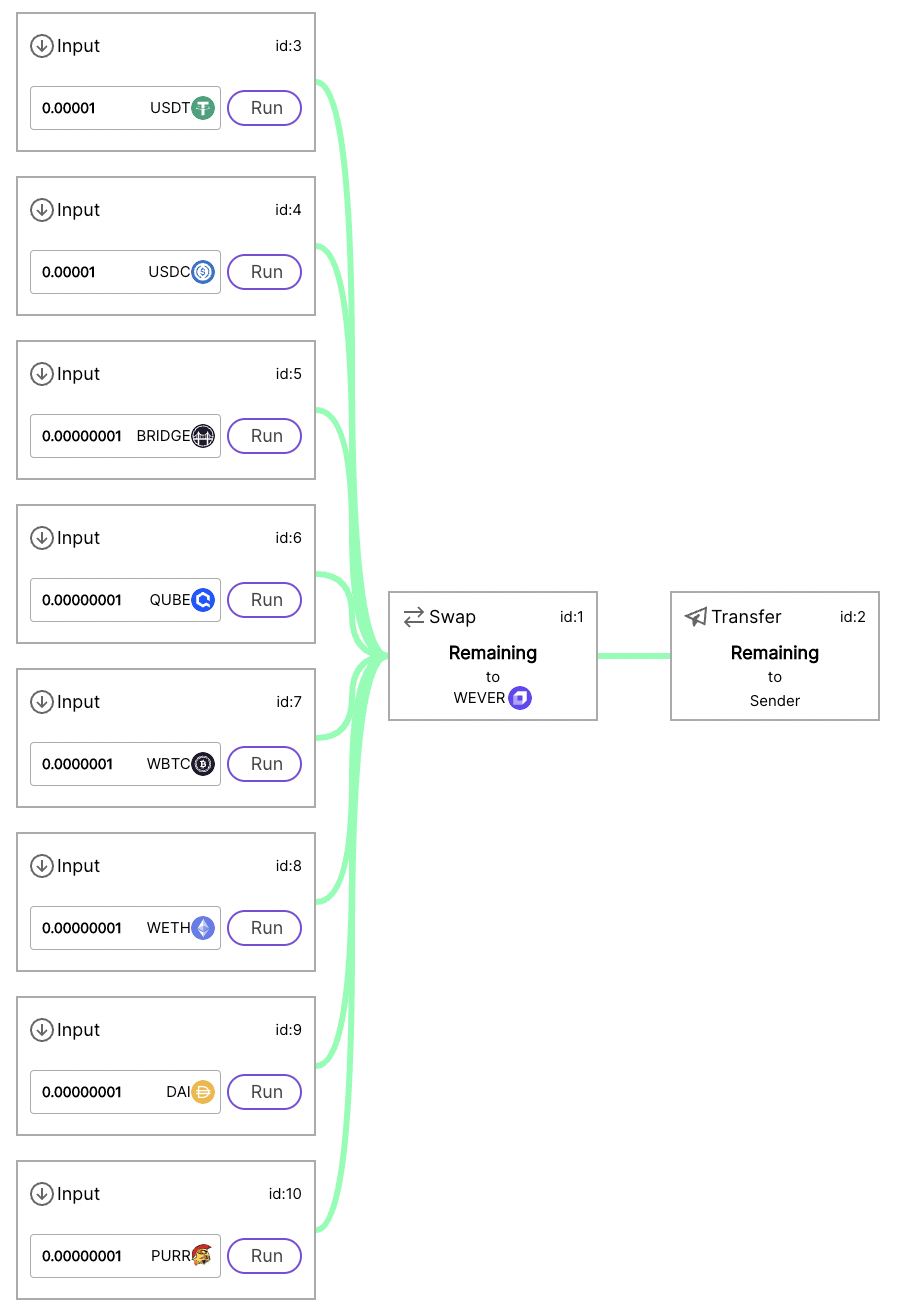 Input id:3
0.00001 USDT Run
Input id:4
0.00001 USDC Run
Input id:5
0.00000001 BRIDGE Run
Input id:6
0.00000001 QUBE Run
Swap id:1
Remaining
to
WEVER
Transfer id:2
Remaining
to
Sender
Input id:7
0.0000001 WBTC Run
Input id:8
0.00000001 WETH Run
Input id:9
0.00000001 DAI Run
Input id:10
0.00000001 PURR Run